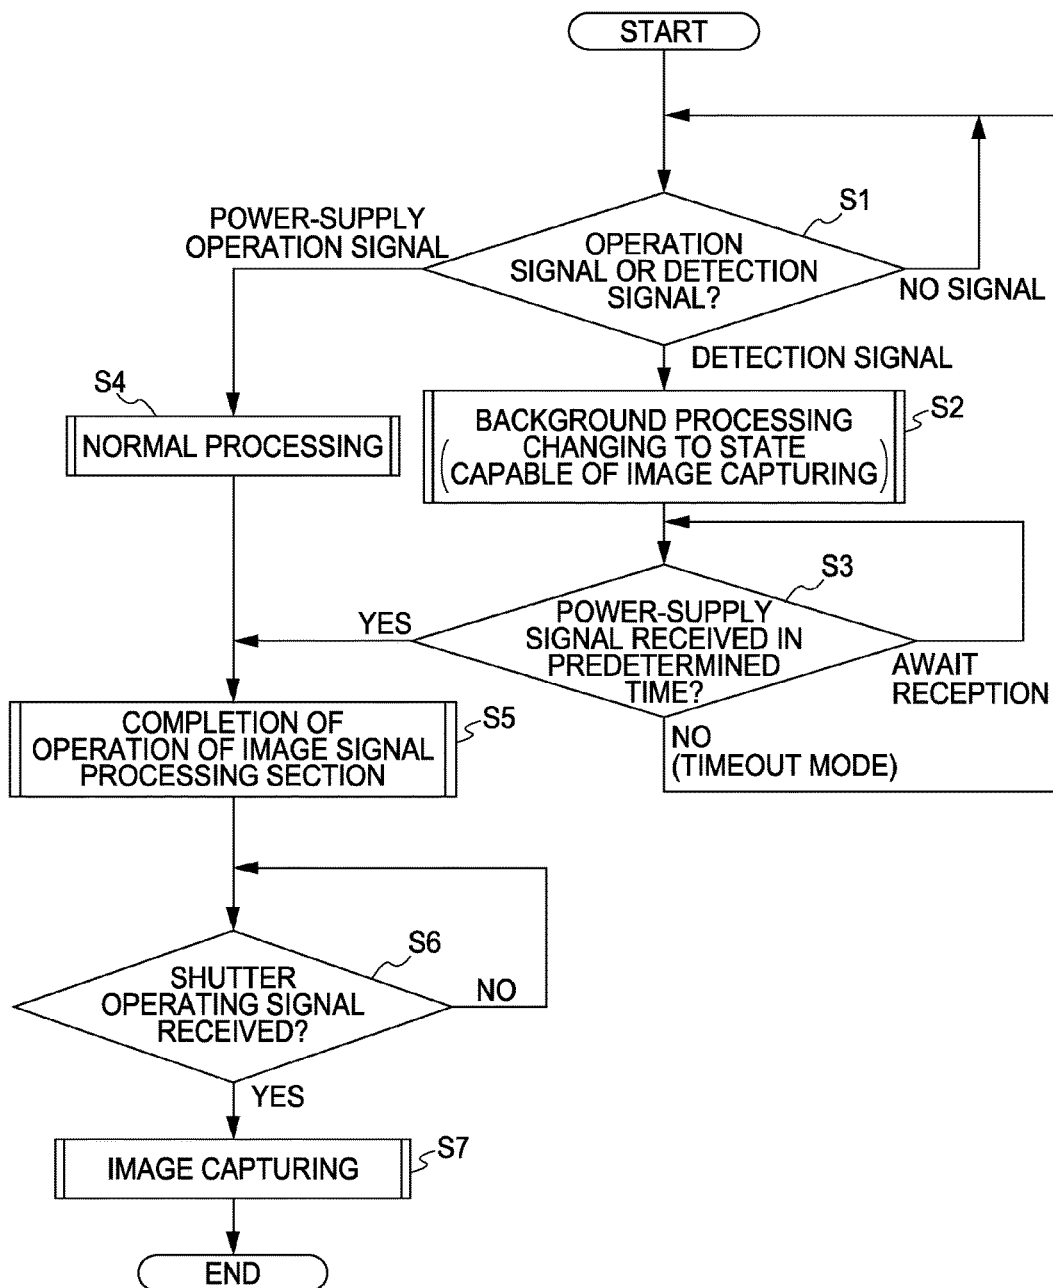 START
S1
POWER-SUPPLY
OPERATION SIGNAL
OPERATION
SIGNAL OR DETECTION
SIGNAL?
NO SIGNAL
DETECTION SIGNAL
S4
NORMAL PROCESSING
S2
BACKGROUND PROCESSING
(CHANGING TO STATE
CAPABLE OF IMAGE CAPTURING)
S3
YES
POWER-SUPPLY
SIGNAL RECEIVED IN
PREDETERMINED
TIME?
AWAIT
RECEPTION
NO
(TIMEOUT MODE)
S5
COMPLETION OF
OPERATION OF IMAGE SIGNAL
PROCESSING SECTION
S6
SHUTTER
OPERATING SIGNAL
RECEIVED?
NO
YES
S7
IMAGE CAPTURING
END